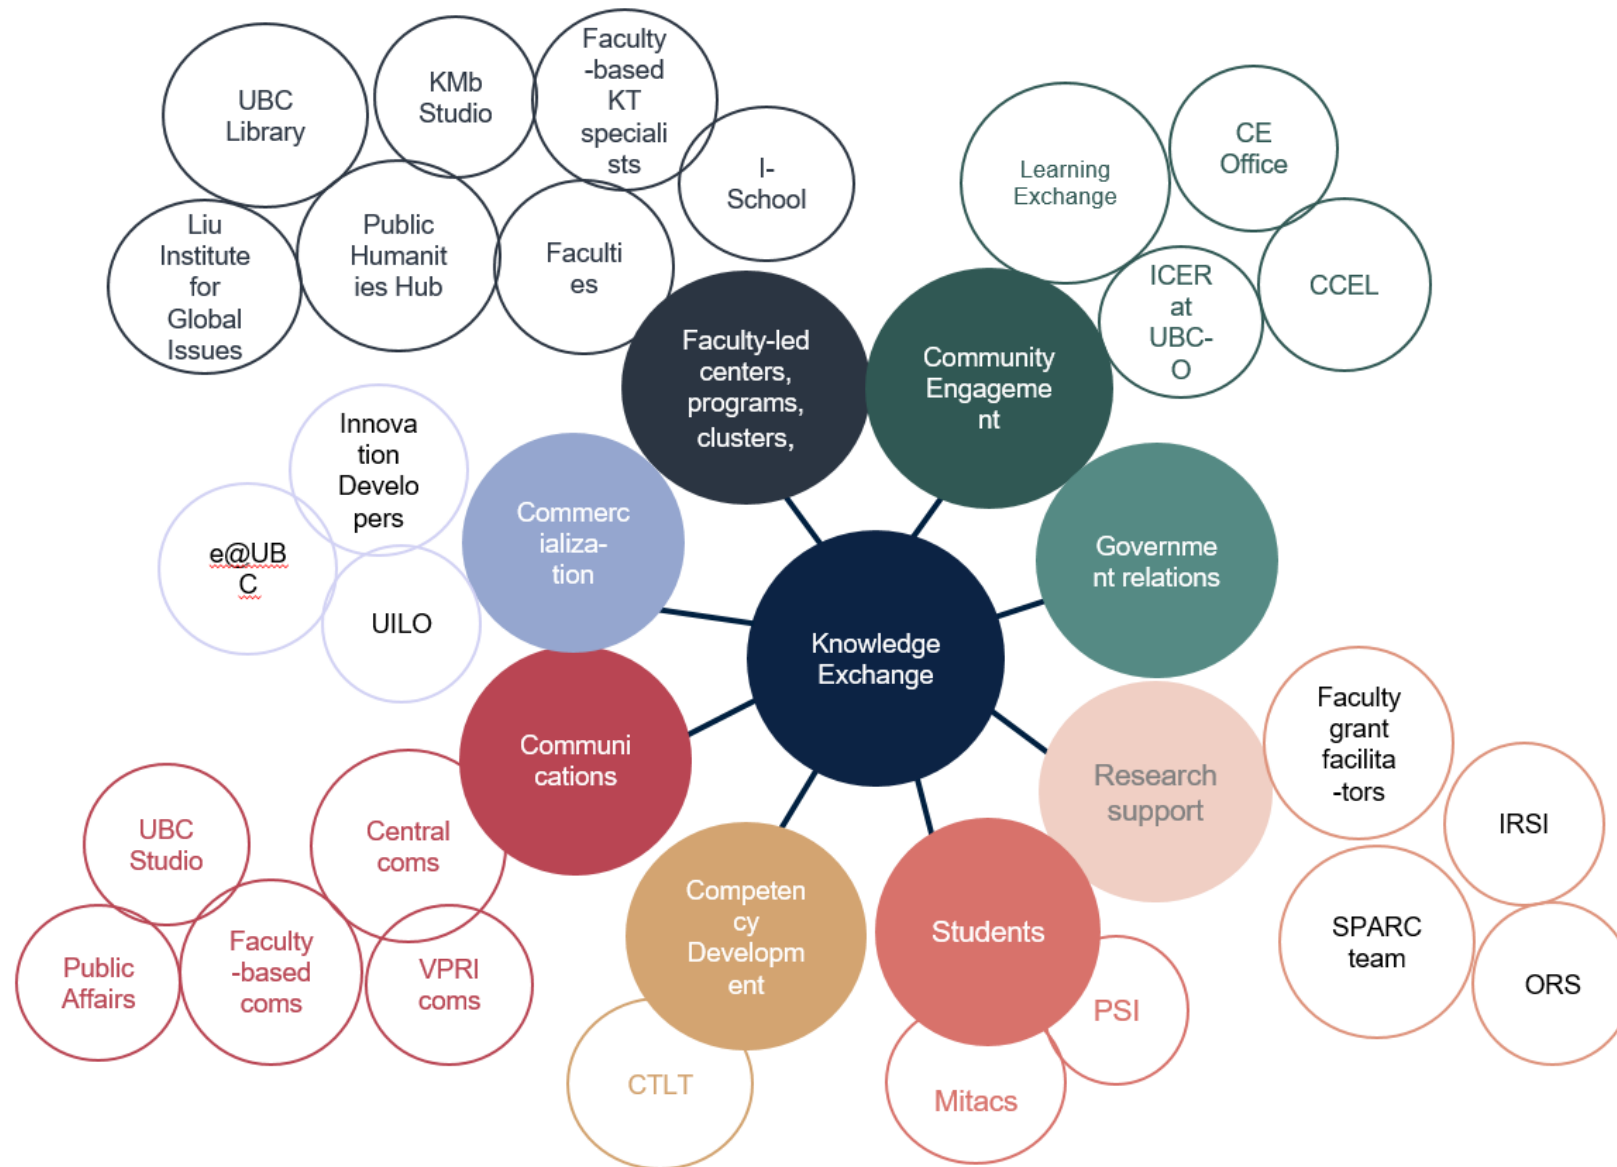 UBC
Library
KMb
Studio
Faculty
-based
KT
speciali
sts
I-
School
Liu
Institute
for
Global
Issues
Public
Humanit
ies Hub
Faculti
es
Learning
Exchange
CE
Office
ICER
at
UBC-
O
CCEL
Faculty-led
centers,
programs,
clusters,
Community
Engageme
nt
Innova
tion
Develo
pers
e@UB
C
UILO
Commerc
ializa-
tion
Governme
nt relations
Knowledge
Exchange
Communi
cations
Research
support
Faculty
grant
facilita
-tors
IRSI
SPARC
team
ORS
UBC
Studio
Central
coms
Public
Affairs
Faculty
-based
coms
VPRI
coms
Competen
cy
Developm
ent
Students
CTLT
Mitacs
PSI